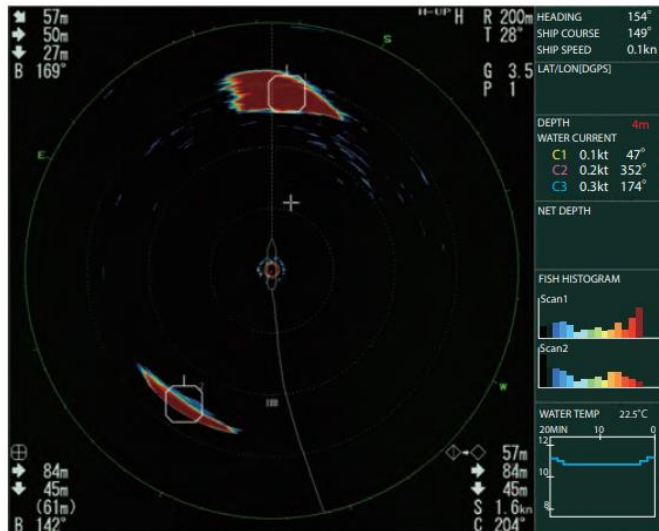 57m
50m
27m
B 169°
H-UP H R 200m
T 28°
G 3.5
P 1
S
E
W
1
2
84m
45m
(61m)
B 142°
57m
84m
45m
S 1.6kn
C 204°
HEADING 154°
SHIP COURSE 149°
SHIP SPEED 0.1kn
LAT/LON[DGPS]
DEPTH 4m
WATER CURRENT
C1 0.1kt 47°
C2 0.2kt 352°
C3 0.3kt 174°
NET DEPTH
FISH HISTOGRAM
Scan1
Scan2
WATER TEMP 22.5°C
20MIN 10 0
12
10
8